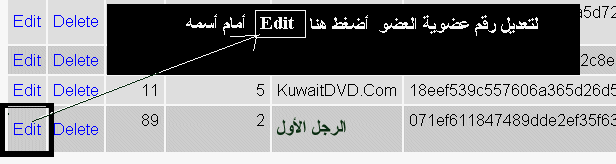 Edit Delete لتعديل رقم عضوية العضو أضغط هنا Edit أمام أسمه a5d72
Edit Delete 2c8e
Edit Delete 11 5 KuwaitDVD.Com 18eef539c557606a365d26d5
Edit Delete 89 2 الرجل الأول 071ef611847489dde2ef35f63